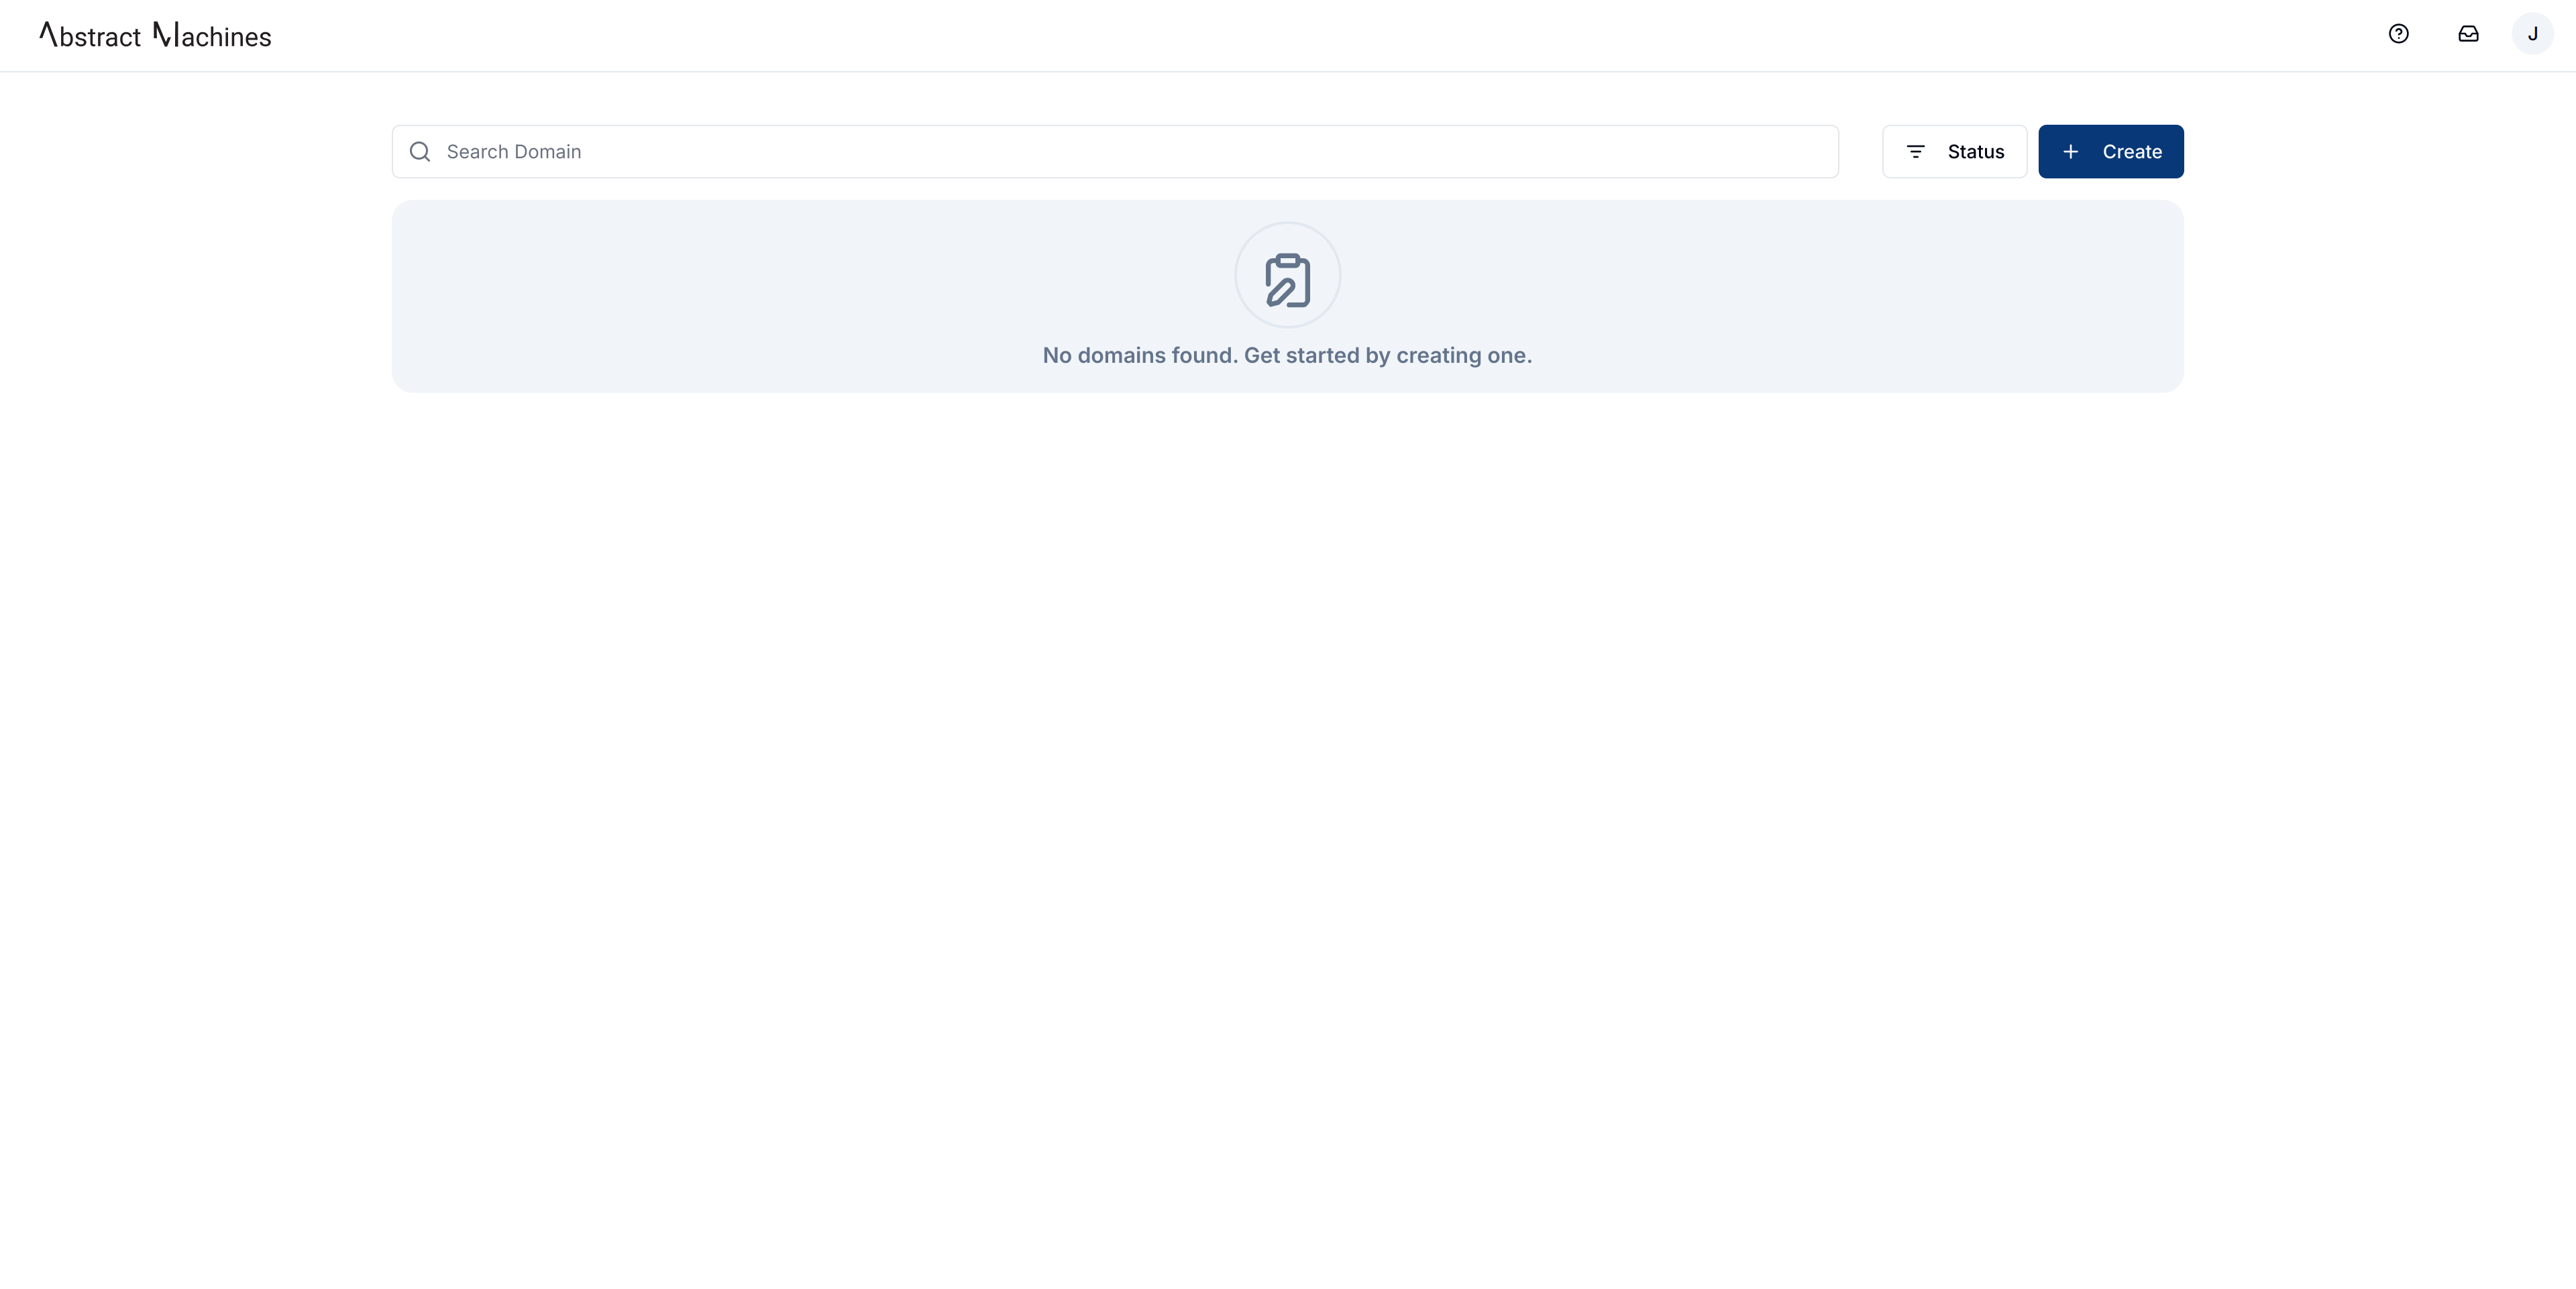 Abstract Machines
J
Search Domain
Status
Create
No domains found. Get started by creating one.